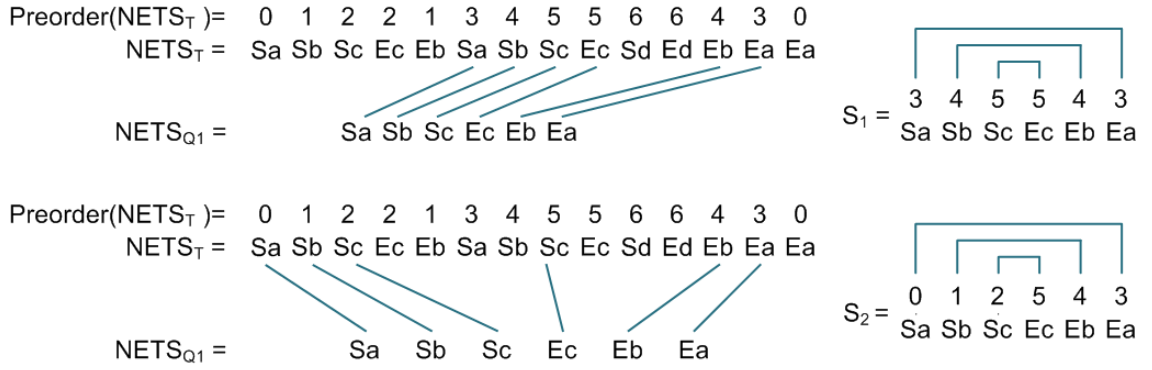 Preorder(NETS_T )= 0 1 2 2 1 3 4 5 5 6 6 4 3 0
NETS_T = Sa Sb Sc Ec Eb Sa Sb Sc Ec Sd Ed Eb Ea Ea
NETS_Q1 = Sa Sb Sc Ec Eb Ea
3 4 5 5 4 3
S_1 =
Sa Sb Sc Ec Eb Ea
Preorder(NETS_T )= 0 1 2 2 1 3 4 5 5 6 6 4 3 0
NETS_T = Sa Sb Sc Ec Eb Sa Sb Sc Ec Sd Ed Eb Ea Ea
NETS_Q1 = Sa Sb Sc Ec Eb Ea
0 1 2 5 4 3
S_2 =
Sa Sb Sc Ec Eb Ea